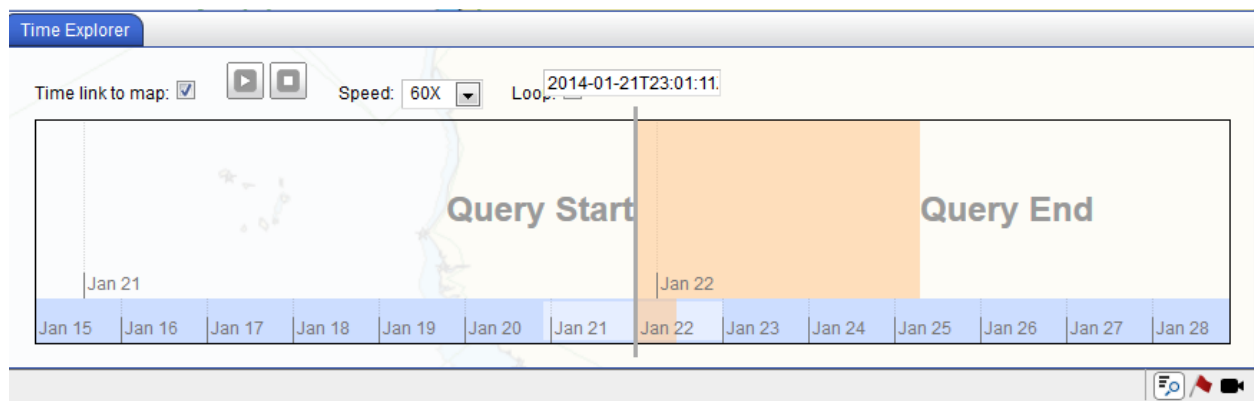 Time Explorer
2014-01-21T23:01:11.
Time link to map: Speed: 60X
Query Start Query End
Jan 21 Jan 22
Jan 15 Jan 16 Jan 17 Jan 18 Jan 19 Jan 20 Jan 21 Jan 22 Jan 23 Jan 24 Jan 25 Jan 26 Jan 27 Jan 28